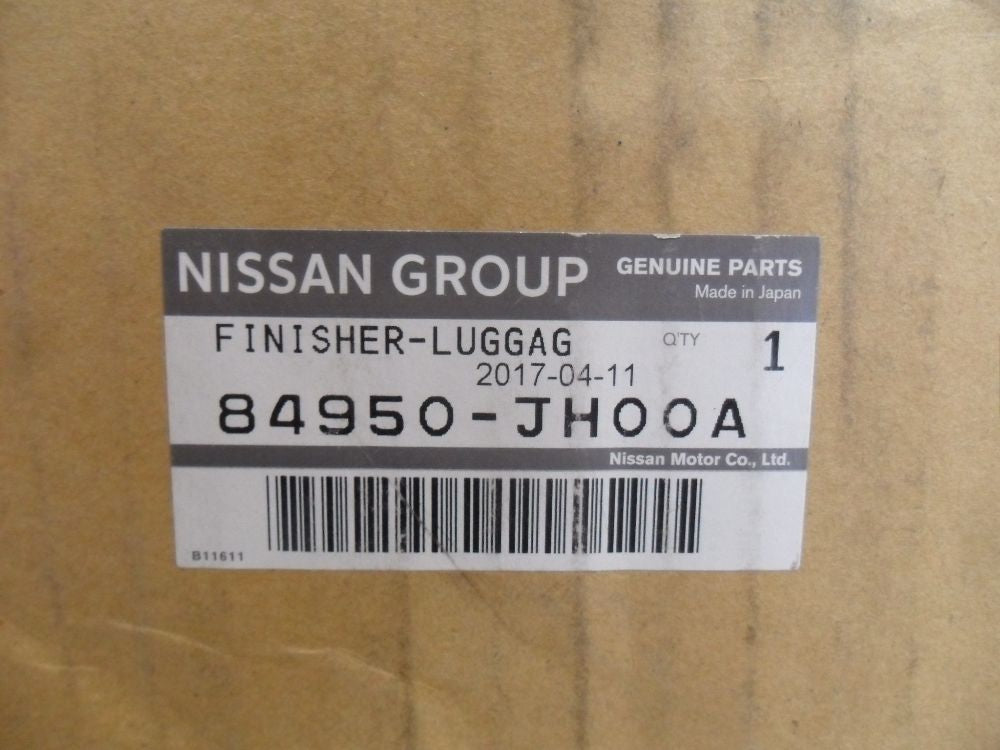 NISSAN GROUP GENUINE PARTS
Made in Japan
FINISHER-LUGGAG Q'TY 1
2017-04-11
84950-JH00A
Nissan Motor Co., Ltd.
B11611